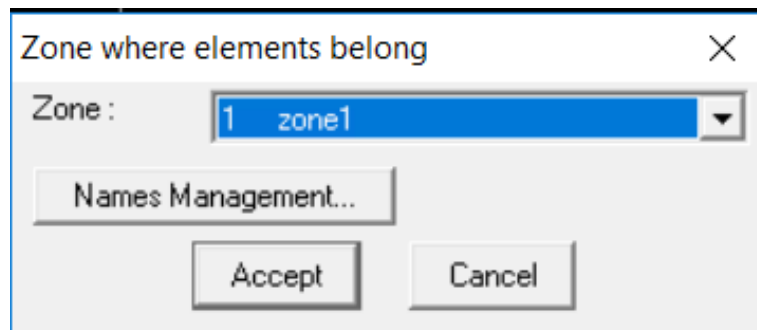 Zone where elements belong
Zone : 1 zone1
Names Management...
Accept Cancel